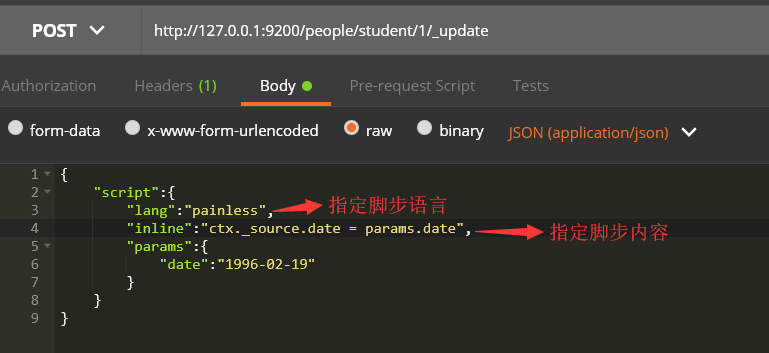 POST http://127.0.0.1:9200/people/student/1/_update
Authorization Headers (1) Body Pre-request Script Tests
form-data x-www-form-urlencoded raw binary JSON (application/json)
1 {
2 "script":{
3 "lang":"painless", 指定脚步语言
4 "inline":"ctx._source.date = params.date", 指定脚步内容
5 "params":{
6 "date":"1996-02-19"
7 }
8 }
9 }